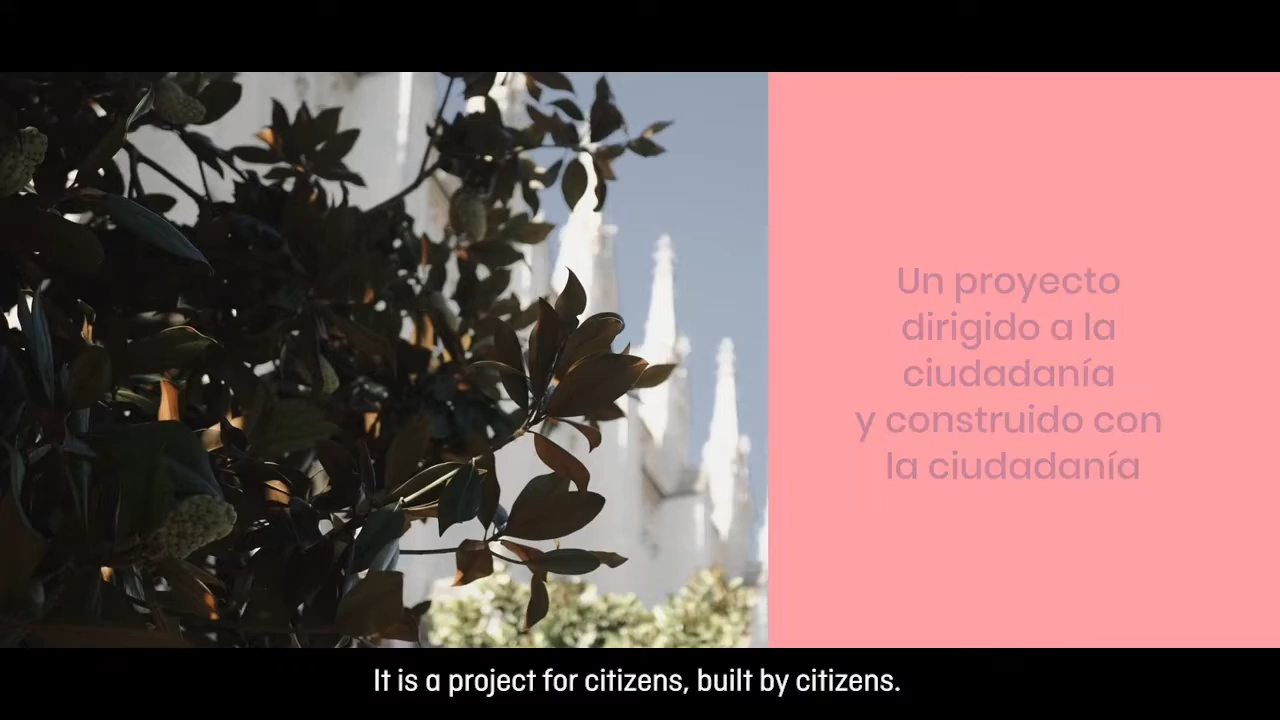 Un proyecto
dirigido a la
ciudadanía
y construido con
la ciudadanía
It is a project for citizens, built by citizens.